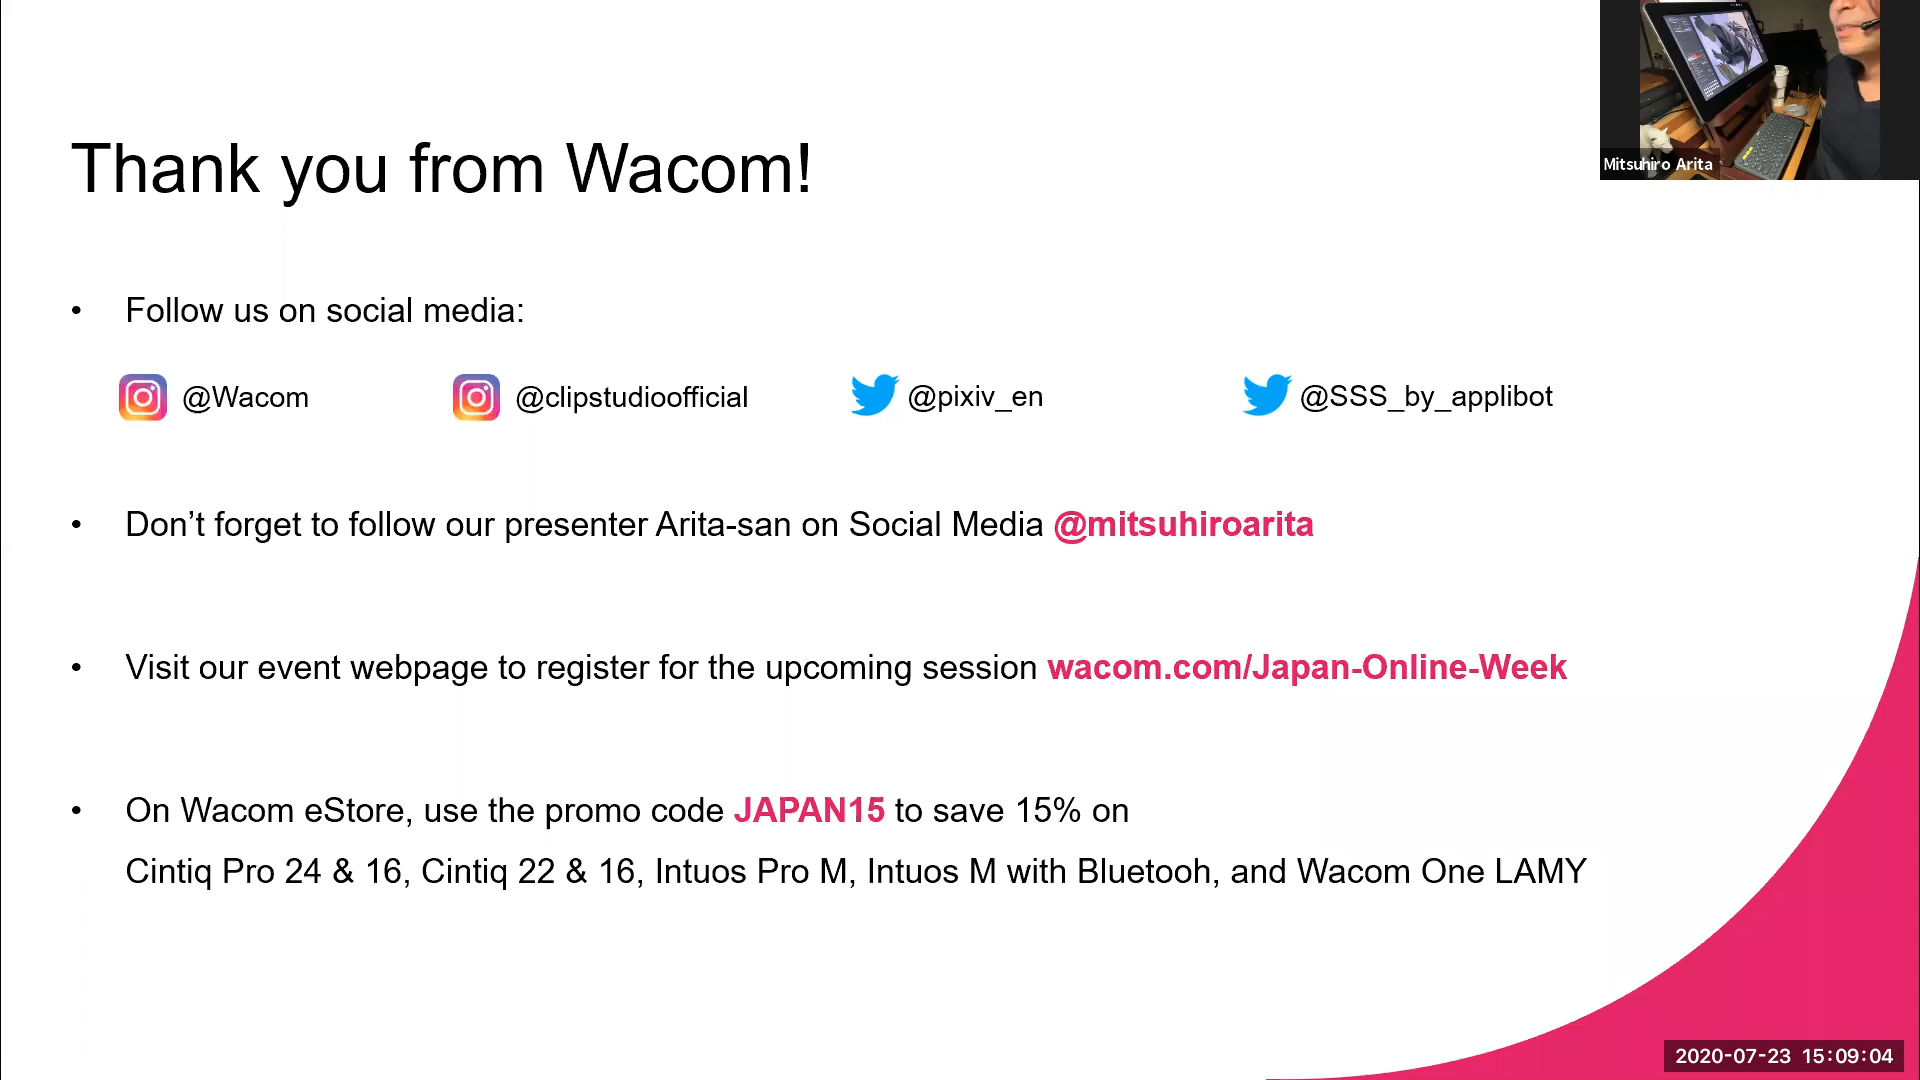 Mitsuhiro Arita
Thank you from Wacom!
• Follow us on social media:
@Wacom @clipstudioofficial @pixiv_en @SSS_by_applibot
• Don’t forget to follow our presenter Arita-san on Social Media @mitsuhiroarita
• Visit our event webpage to register for the upcoming session wacom.com/Japan-Online-Week
• On Wacom eStore, use the promo code JAPAN15 to save 15% on
Cintiq Pro 24 & 16, Cintiq 22 & 16, Intuos Pro M, Intuos M with Bluetooh, and Wacom One LAMY
2020-07-23 15:09:04